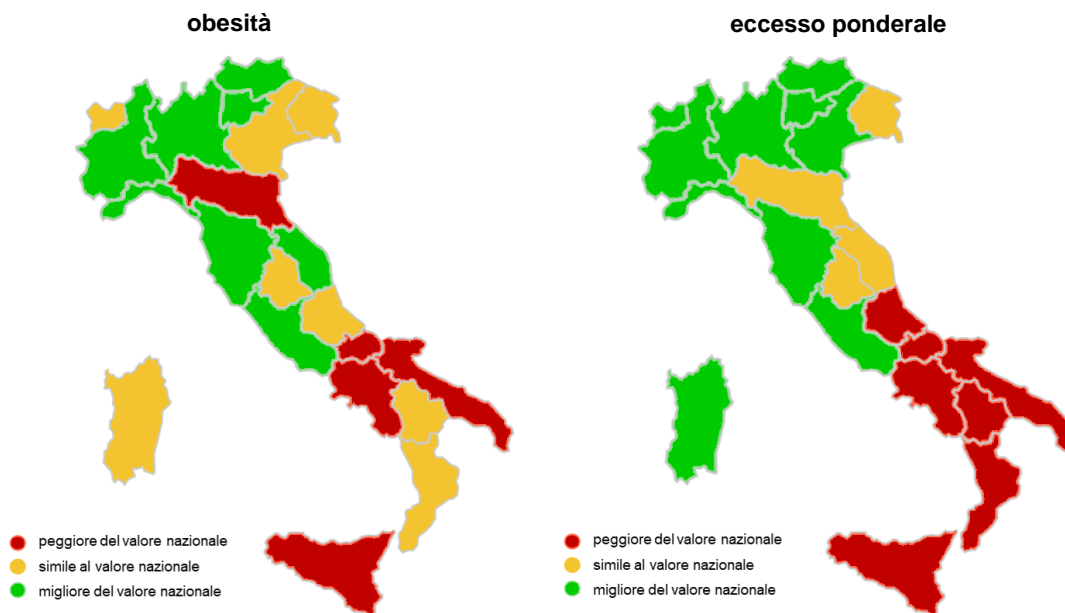 obesità
eccesso ponderale
peggiore del valore nazionale
simile al valore nazionale
migliore del valore nazionale
peggiore del valore nazionale
simile al valore nazionale
migliore del valore nazionale